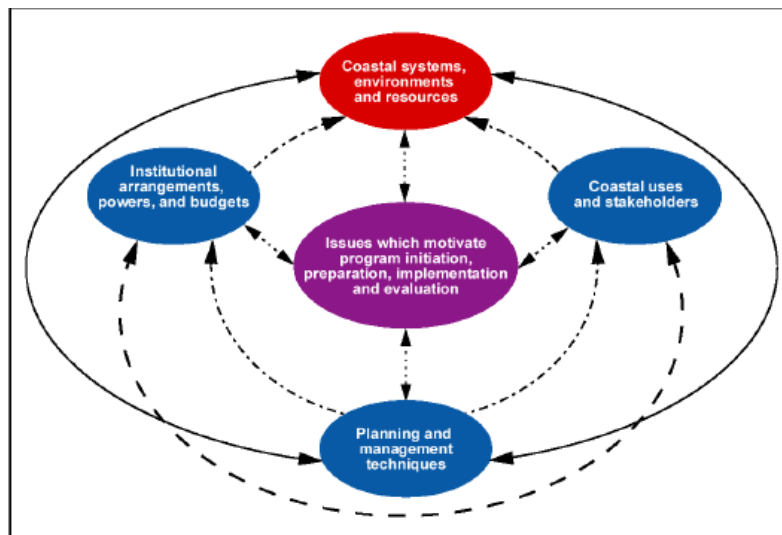 Coastal systems,
environments
and resources
Institutional
arrangements,
powers, and budgets
Coastal uses
and stakeholders
Issues which motivate
program initiation,
preparation, implementation
and evaluation
Planning and
management
techniques